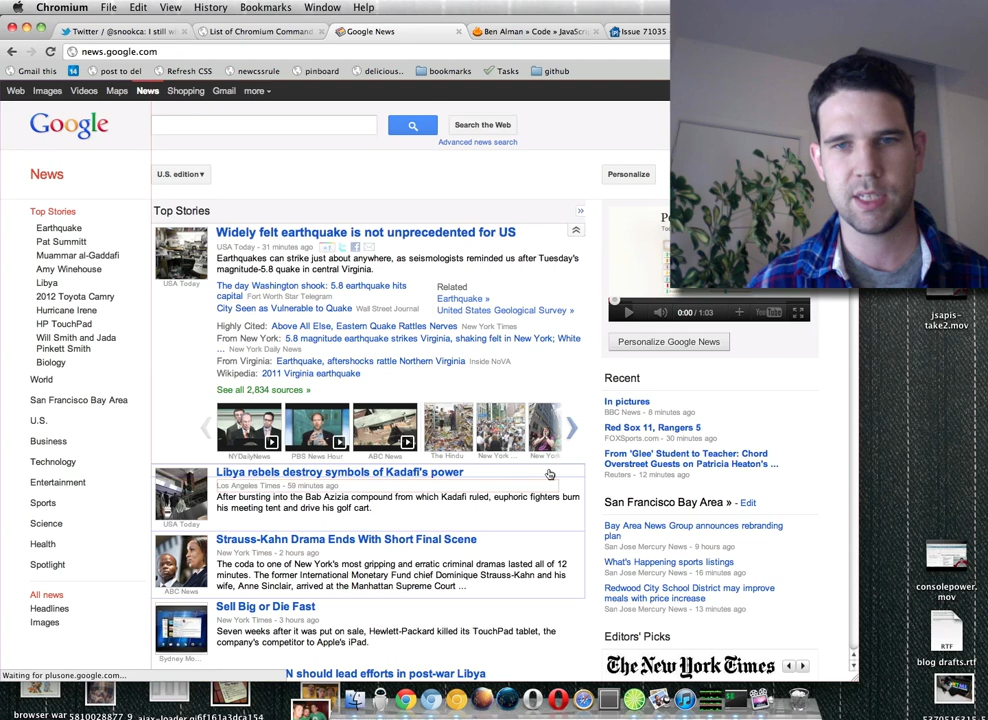 Chromium File Edit View History Bookmarks Window Help
Twitter / @snookca: I still w
List of Chromium Command
Google News
Ben Alman » Code » JavaSc
Issue 71035
news.google.com
Gmail this
14
post to del
Refresh CSS
newcssrule
pinboard
delicious..
bookmarks
Tasks
github
Web Images Videos Maps News Shopping Gmail more
Google
Search the Web
Advanced news search
News
U.S. edition
Personalize
Top Stories
Earthquake
Pat Summitt
Muammar al-Gaddafi
Amy Winehouse
Libya
2012 Toyota Camry
Hurricane Irene
HP TouchPad
Will Smith and Jada
Pinkett Smith
Biology
World
San Francisco Bay Area
U.S.
Business
Technology
Entertainment
Sports
Science
Health
Spotlight
All news
Headlines
Images
Top Stories
»
Widely felt earthquake is not unprecedented for US
USA Today - 31 minutes ago
Earthquakes can strike just about anywhere, as seismologists reminded us after Tuesday's
magnitude-5.8 quake in central Virginia.
USA Today
The day Washington shook: 5.8 earthquake hits
capital Fort Worth Star Telegram
City Seen as Vulnerable to Quake Wall Street Journal
Related
Earthquake »
United States Geological Survey »
Highly Cited: Above All Else, Eastern Quake Rattles Nerves New York Times
From New York: 5.8 magnitude earthquake strikes Virginia, shaking felt in New York; White
... New York Daily News
From Virginia: Earthquake, aftershocks rattle Northern Virginia Inside NoVA
Wikipedia: 2011 Virginia earthquake
See all 2,834 sources »
NYDailyNews
PBS News Hour
ABC News
The Hindu
New York ...
New Yor
Libya rebels destroy symbols of Kadafi's power
Los Angeles Times - 59 minutes ago
After bursting into the Bab Azizia compound from which Kadafi ruled, euphoric fighters burn
his meeting tent and drive his golf cart.
USA Today
Strauss-Kahn Drama Ends With Short Final Scene
New York Times - 2 hours ago
The coda to one of New York's most gripping and erratic criminal dramas lasted all of 12
minutes. The former International Monetary Fund chief Dominique Strauss-Kahn and his
wife, Anne Sinclair, arrived at the Manhattan Supreme Court ...
ABC News
Sell Big or Die Fast
New York Times - 3 hours ago
Seven weeks after it was put on sale, Hewlett-Packard killed its TouchPad tablet, the
company's competitor to Apple's iPad.
Sydney Mo...
N should lead efforts in post-war Libya
0:00 / 1:03
Personalize Google News
Recent
In pictures
BBC News - 8 minutes ago
Red Sox 11, Rangers 5
FOXSports.com - 30 minutes ago
From 'Glee' Student to Teacher: Chord
Overstreet Guests on Patricia Heaton's ...
Reuters - 12 minutes ago
San Francisco Bay Area » - Edit
Bay Area News Group announces rebranding
plan
San Jose Mercury News - 9 hours ago
What's Happening sports listings
San Jose Mercury News - 16 minutes ago
Redwood City School District may improve
meals with price increase
San Jose Mercury News - 13 minutes ago
Editors' Picks
The New York Times
Waiting for plusone.google.com...
jsapis-
take2.mov
consolepower.
mov
RTF
blog drafts.rtf
browser war
5810028877_9
ajax-loader